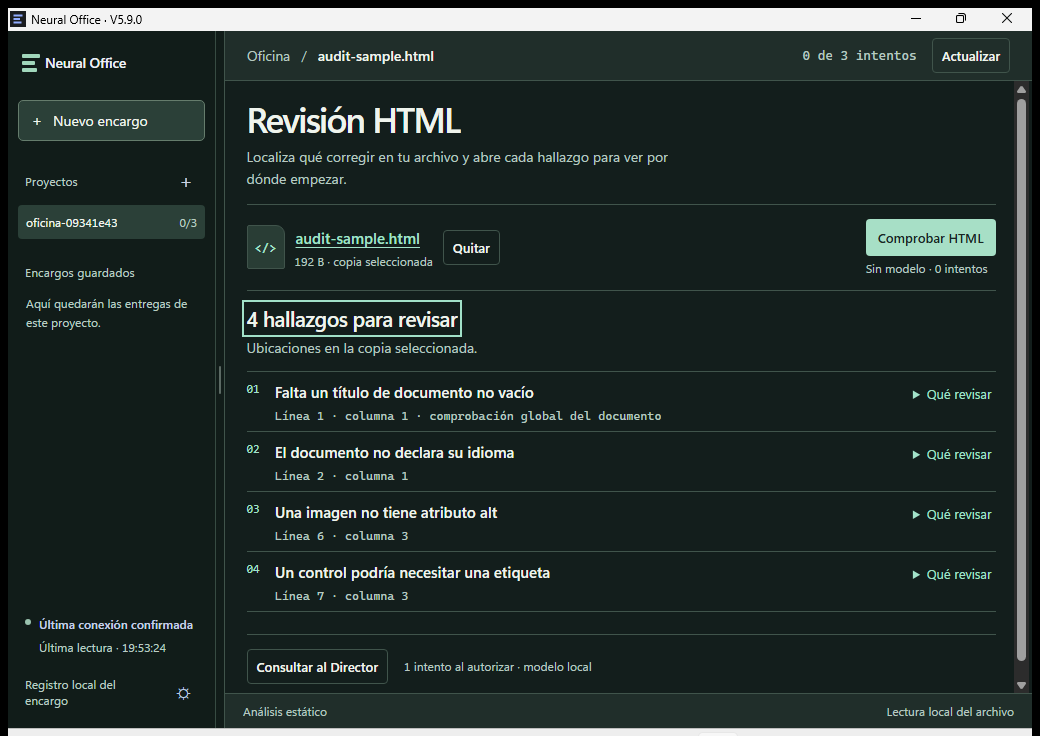 Neural Office · V5.9.0
Neural Office
+ Nuevo encargo
Proyectos +
oficina-09341e43 0/3
Encargos guardados
Aquí quedarán las entregas de
este proyecto.
Última conexión confirmada
Última lectura · 19:53:24
Registro local del
encargo
Oficina / audit-sample.html
0 de 3 intentos
Actualizar
Revisión HTML
Localiza qué corregir en tu archivo y abre cada hallazgo para ver por
dónde empezar.
</>
audit-sample.html
192 B · copia seleccionada
Quitar
Comprobar HTML
Sin modelo · 0 intentos
4 hallazgos para revisar
Ubicaciones en la copia seleccionada.
01 Falta un título de documento no vacío
Línea 1 · columna 1 · comprobación global del documento
▶ Qué revisar
02 El documento no declara su idioma
Línea 2 · columna 1
▶ Qué revisar
03 Una imagen no tiene atributo alt
Línea 6 · columna 3
▶ Qué revisar
04 Un control podría necesitar una etiqueta
Línea 7 · columna 3
▶ Qué revisar
Consultar al Director
1 intento al autorizar · modelo local
Análisis estático
Lectura local del archivo